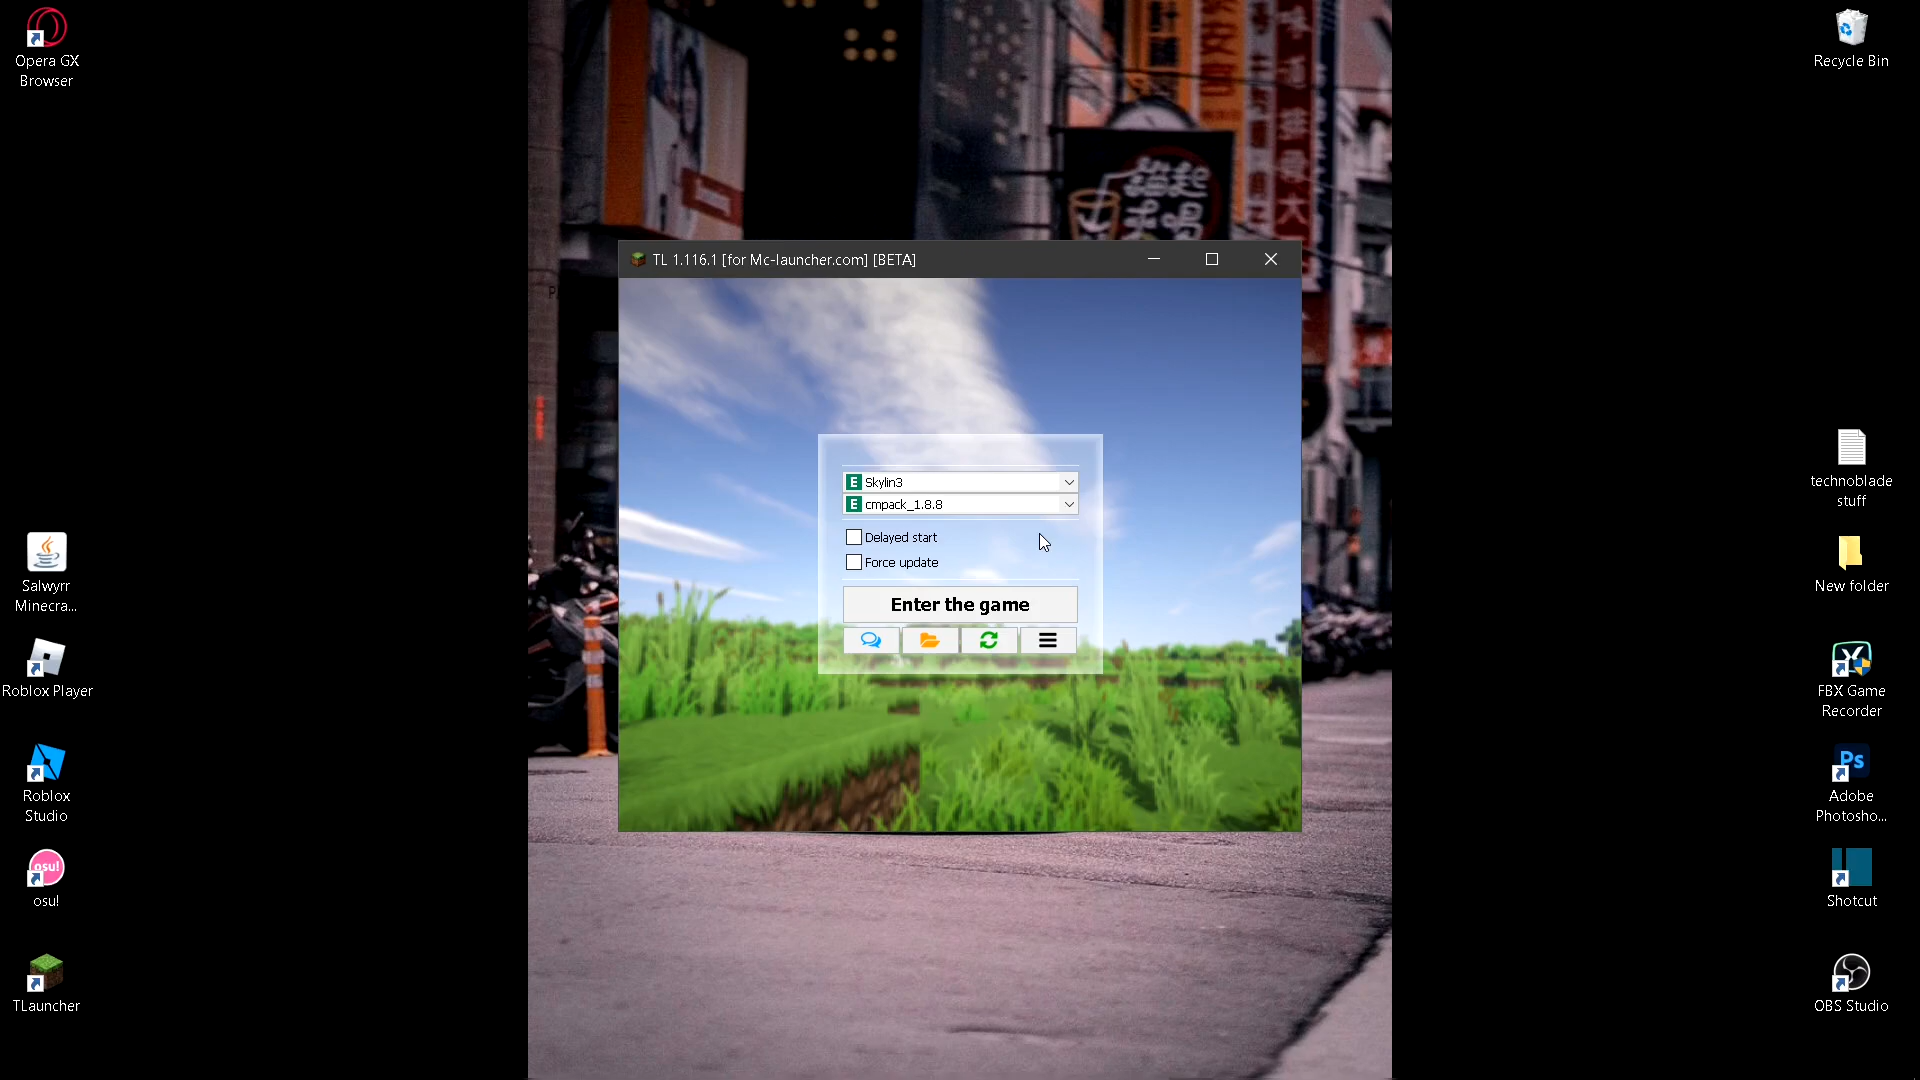 Opera GX
Browser
Recycle Bin
TL 1.116.1 [for Mc-launcher.com] [BETA]
E Skylin3
E cmpack_1.8.8
Delayed start
Force update
Enter the game
technoblade
stuff
New folder
Salwyrr
Minecra...
Roblox Player
FBX Game
Recorder
Roblox
Studio
Ps
Adobe
Photosho...
osu!
osu!
Shotcut
TLauncher
OBS Studio